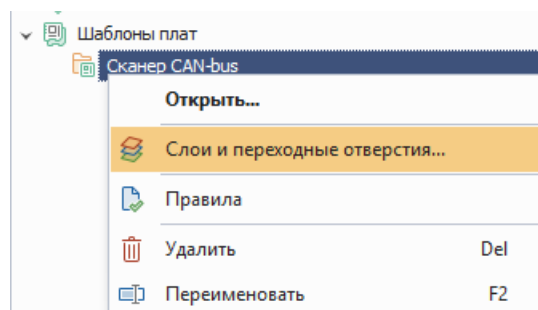 Шаблоны плат
Сканер CAN-bus
Открыть...
Слои и переходные отверстия...
Правила
Удалить Del
Переименовать F2